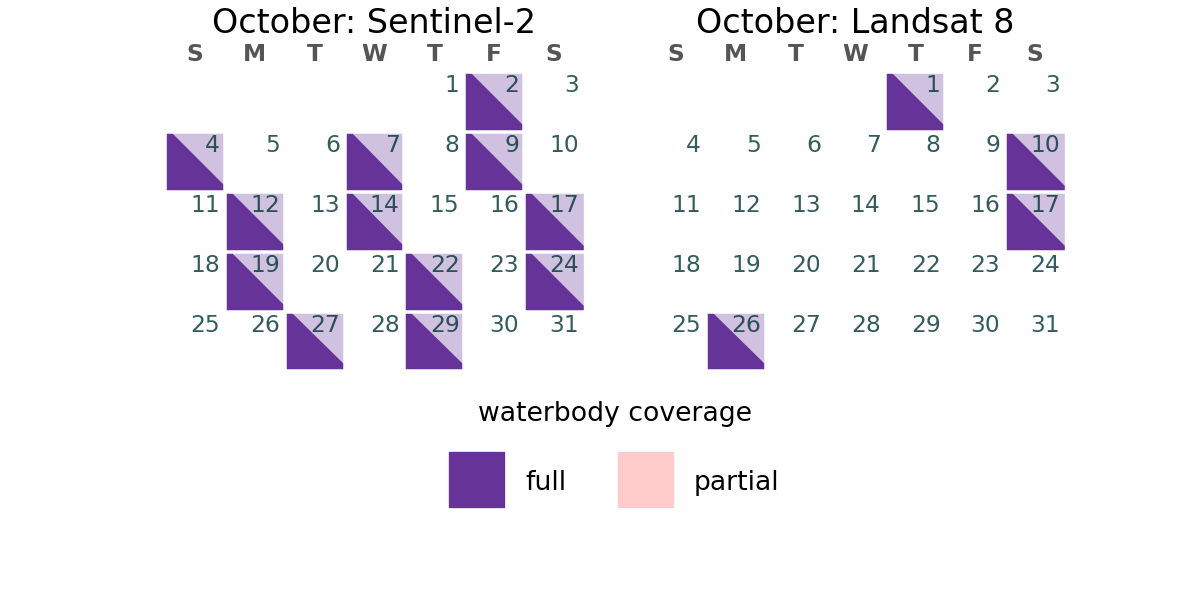 October: Sentinel-2
S M T W T F S
1 2 3
4 5 6 7 8 9 10
11 12 13 14 15 16 17
18 19 20 21 22 23 24
25 26 27 28 29 30 31
October: Landsat 8
S M T W T F S
1 2 3
4 5 6 7 8 9 10
11 12 13 14 15 16 17
18 19 20 21 22 23 24
25 26 27 28 29 30 31
waterbody coverage
full partial